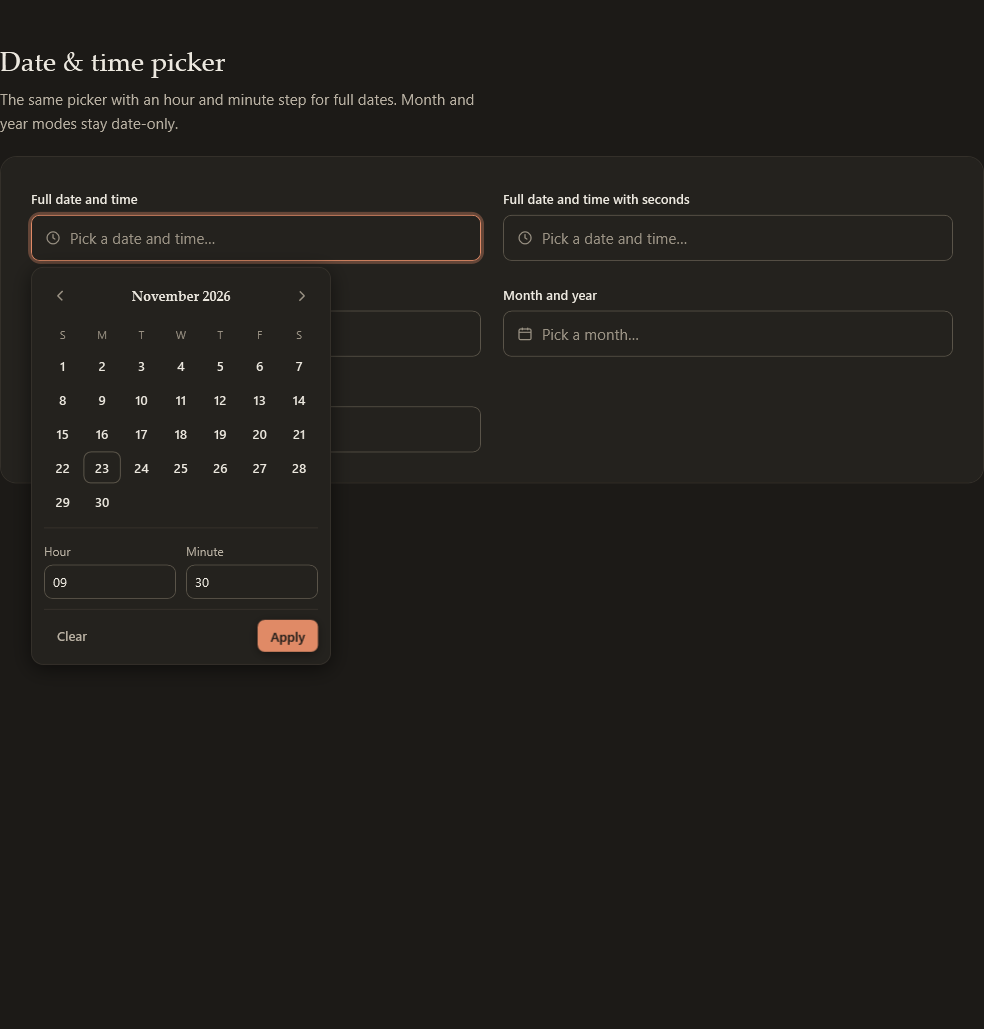 Date & time picker
The same picker with an hour and minute step for full dates. Month and
year modes stay date-only.
Full date and time
Full date and time with seconds
Pick a date and time...
Pick a date and time...
November 2026
Month and year
Pick a month...
S M T W T F S
1 2 3 4 5 6 7
8 9 10 11 12 13 14
15 16 17 18 19 20 21
22 23 24 25 26 27 28
29 30
Hour
Minute
09
30
Clear
Apply